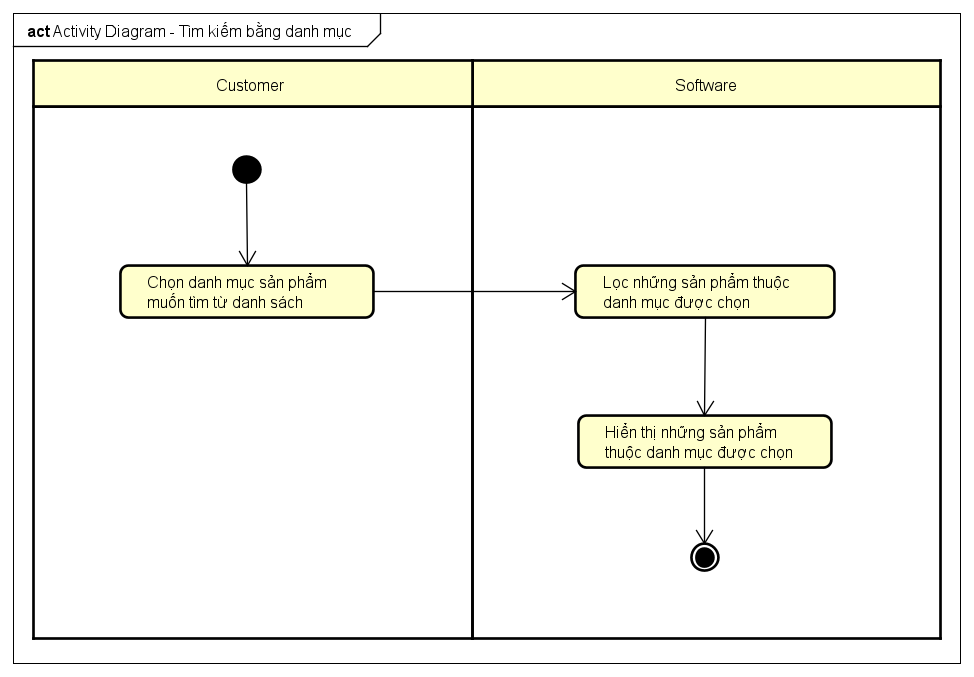 act Activity Diagram - Tìm kiếm bằng danh mục
Customer
Software
Chọn danh mục sản phẩm
muốn tìm từ danh sách
Lọc những sản phẩm thuộc
danh mục được chọn
Hiển thị những sản phẩm
thuộc danh mục được chọn